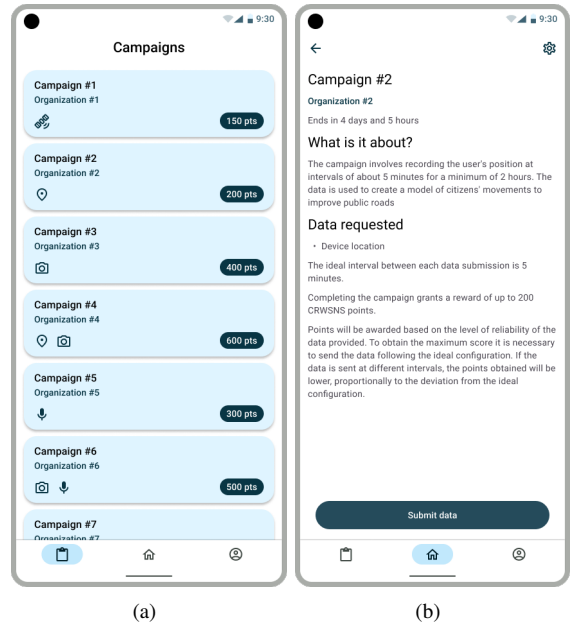 9:30
Campaigns
Campaign #1
Organization #1
150 pts
Campaign #2
Organization #2
200 pts
Campaign #3
Organization #3
400 pts
Campaign #4
Organization #4
600 pts
Campaign #5
Organization #5
300 pts
Campaign #6
Organization #6
500 pts
Campaign #7
Organization #7
(a)
9:30
Campaign #2
Organization #2
Ends in 4 days and 5 hours
What is it about?
The campaign involves recording the user's position at
intervals of about 5 minutes for a minimum of 2 hours. The
data is used to create a model of citizens' movements to
improve public roads
Data requested
• Device location
The ideal interval between each data submission is 5
minutes.
Completing the campaign grants a reward of up to 200
CRWSNS points.
Points will be awarded based on the level of reliability of the
data provided. To obtain the maximum score it is necessary
to send the data following the ideal configuration. If the
data is sent at different intervals, the points obtained will be
lower, proportionally to the deviation from the ideal
configuration.
Submit data
(b)